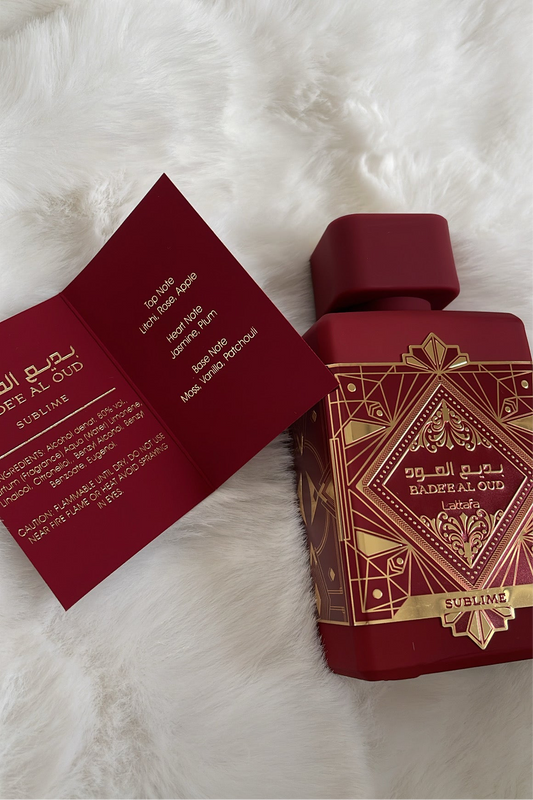 بديع ال
DE'E AL OUD
SUBLIME
INGREDIENTS: Alcohol denat. 80% vol.,
rfum (Fragrance) Aqua (Water) Limonene,
Linalool, Citronellol, Benzyl Alcohol, Benzyl
Benzoate, Eugenol.
CAUTION: FLAMMABLE UNTIL DRY. DO NOT USE
NEAR FIRE FLAME OR HEAT. AVOID SPRAYING
IN EYES.
Top Note
Litchi, Rose, Apple
Heart Note
Jasmine, Plum
Base Note
Moss, Vanilla, Patchouli
بديع العود
BADE'E AL OUD
Lattafa
SUBLIME